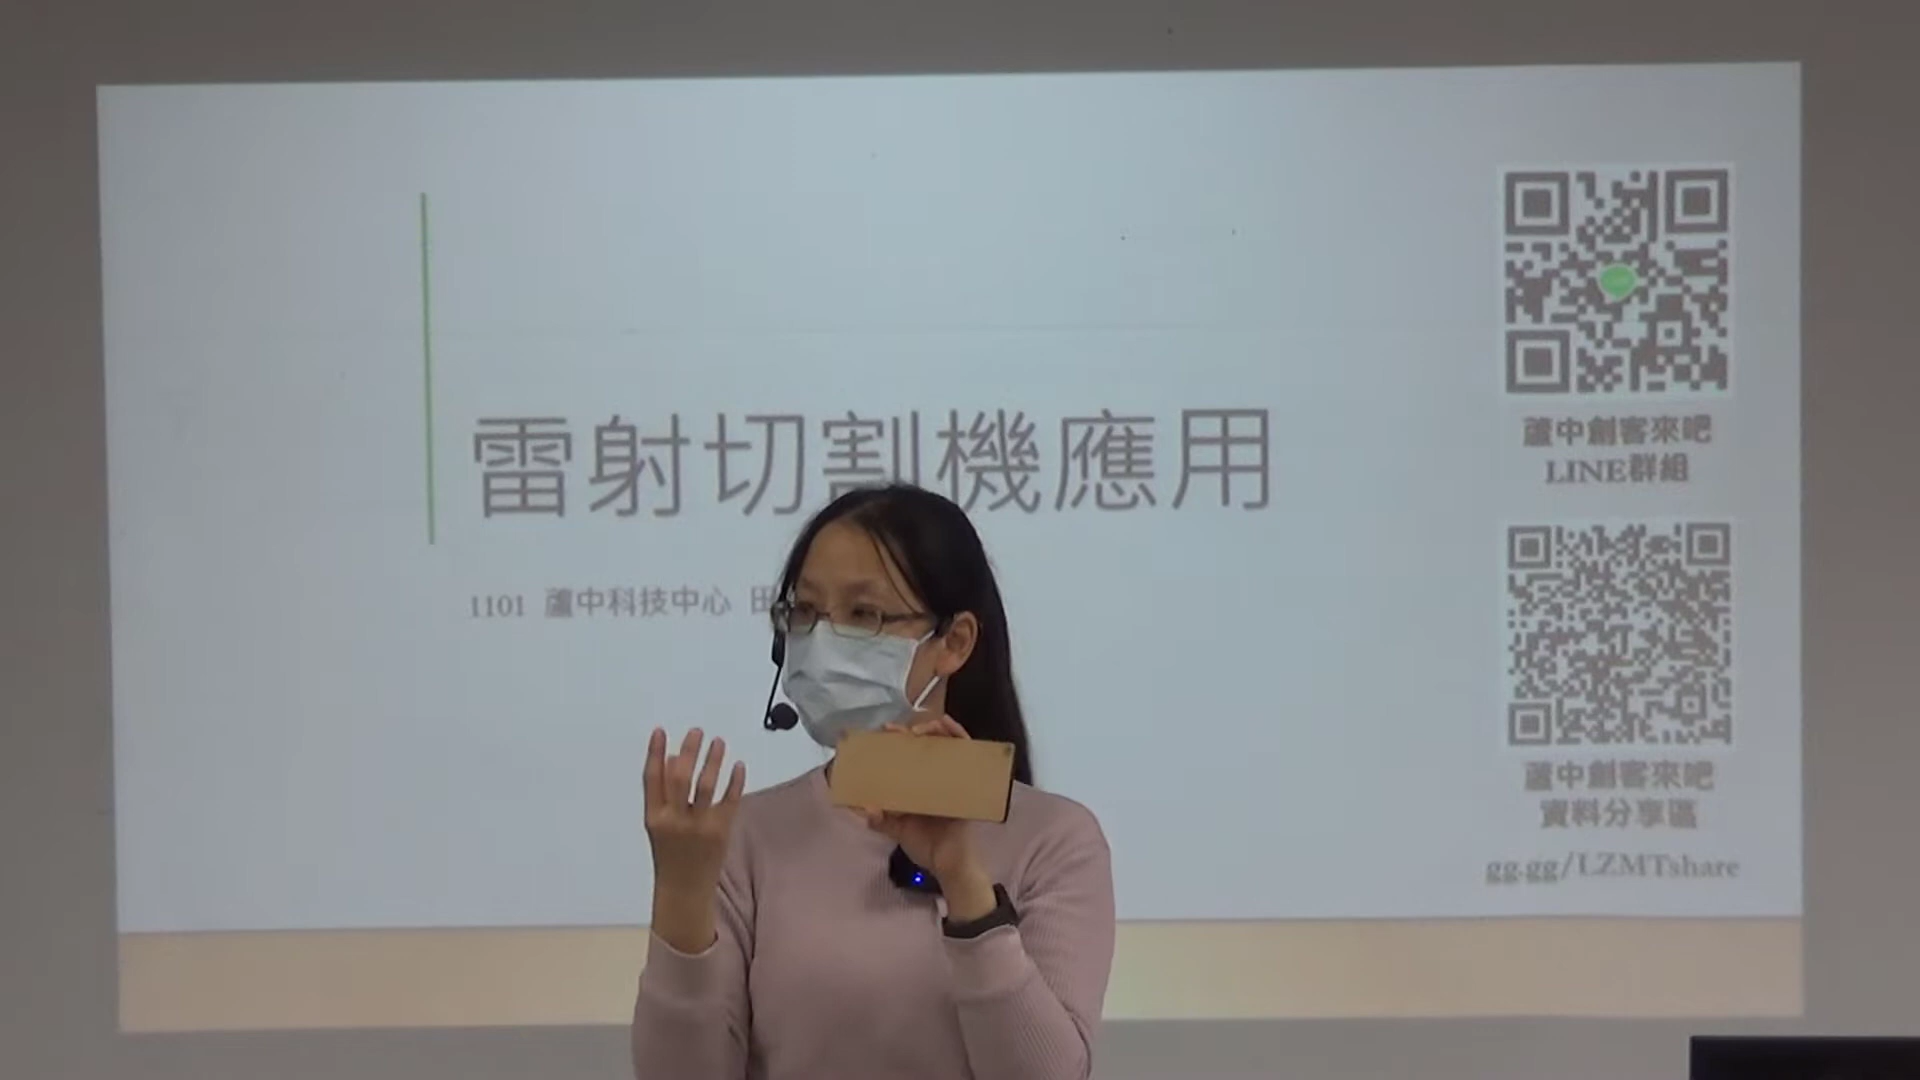 雷射切割機應用
1101 蘆中科技中心 田
蘆中創客來吧
LINE群組
蘆中創客來吧
資料分享區
gg.gg/LZMTshare